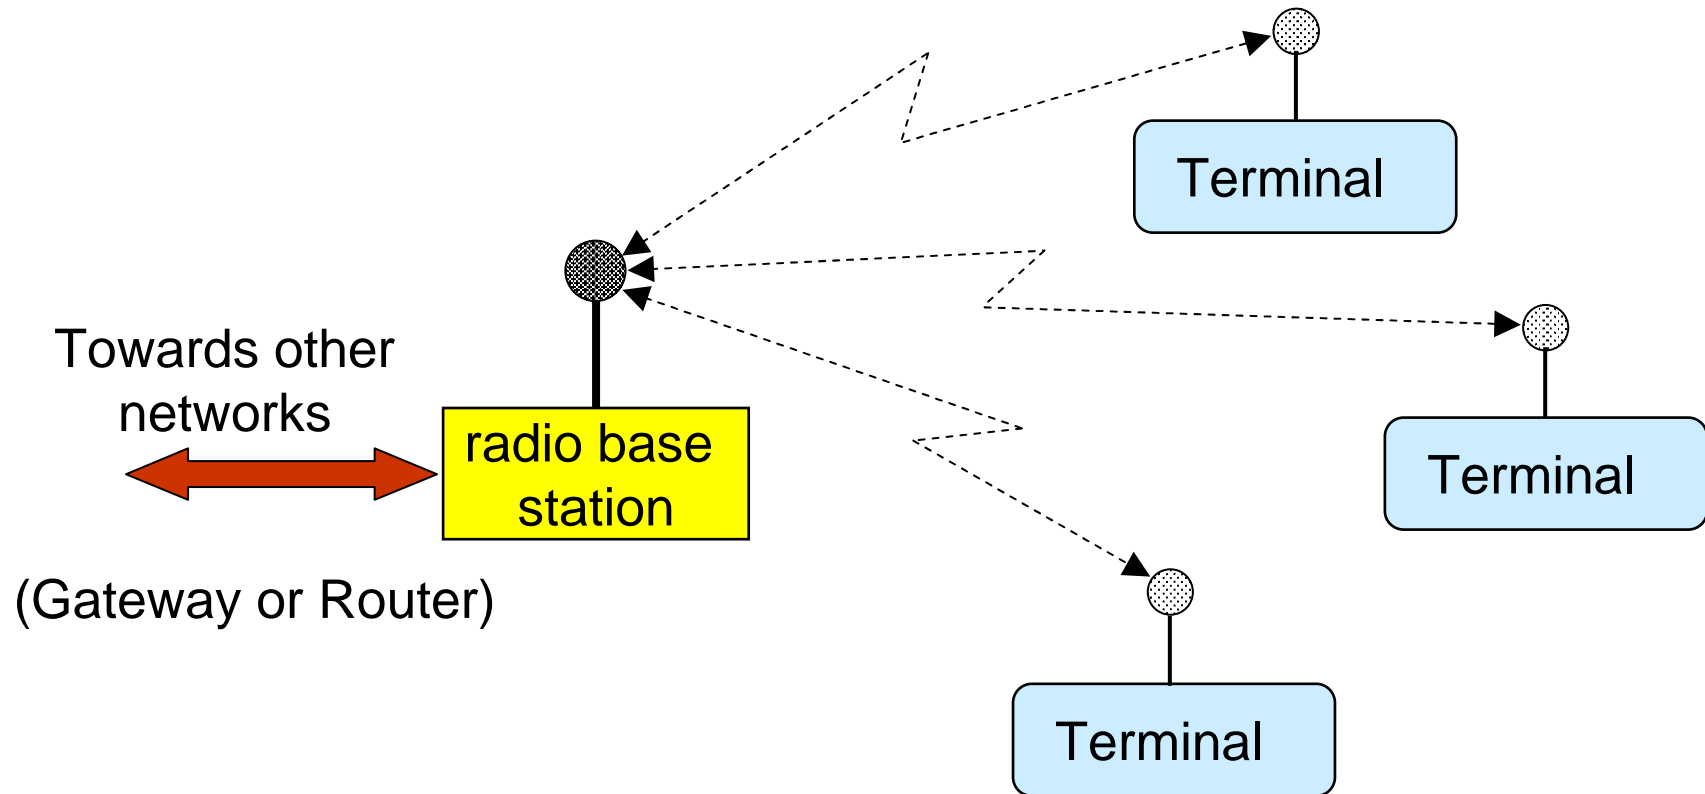 Terminal
Towards other
networks
radio base
station
Terminal
(Gateway or Router)
Terminal